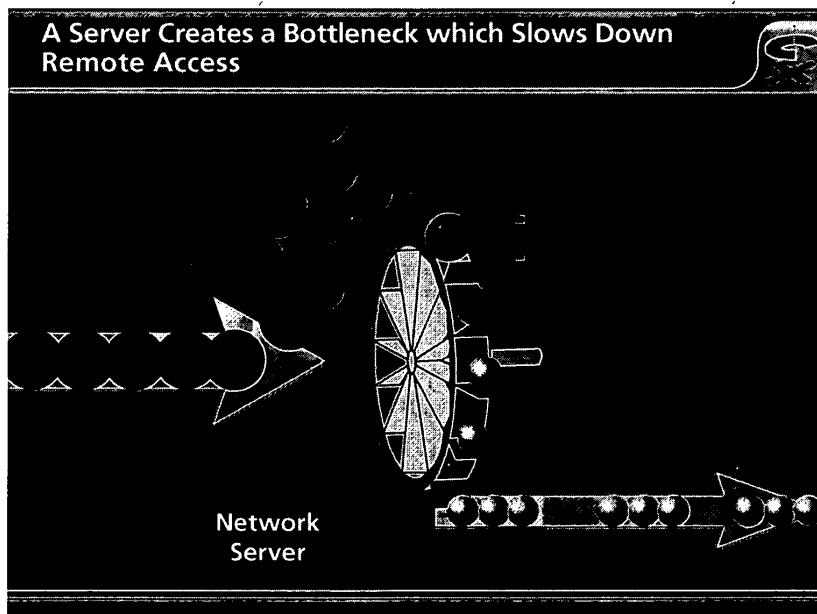 A Server Creates a Bottleneck which Slows Down
Remote Access
Network
Server